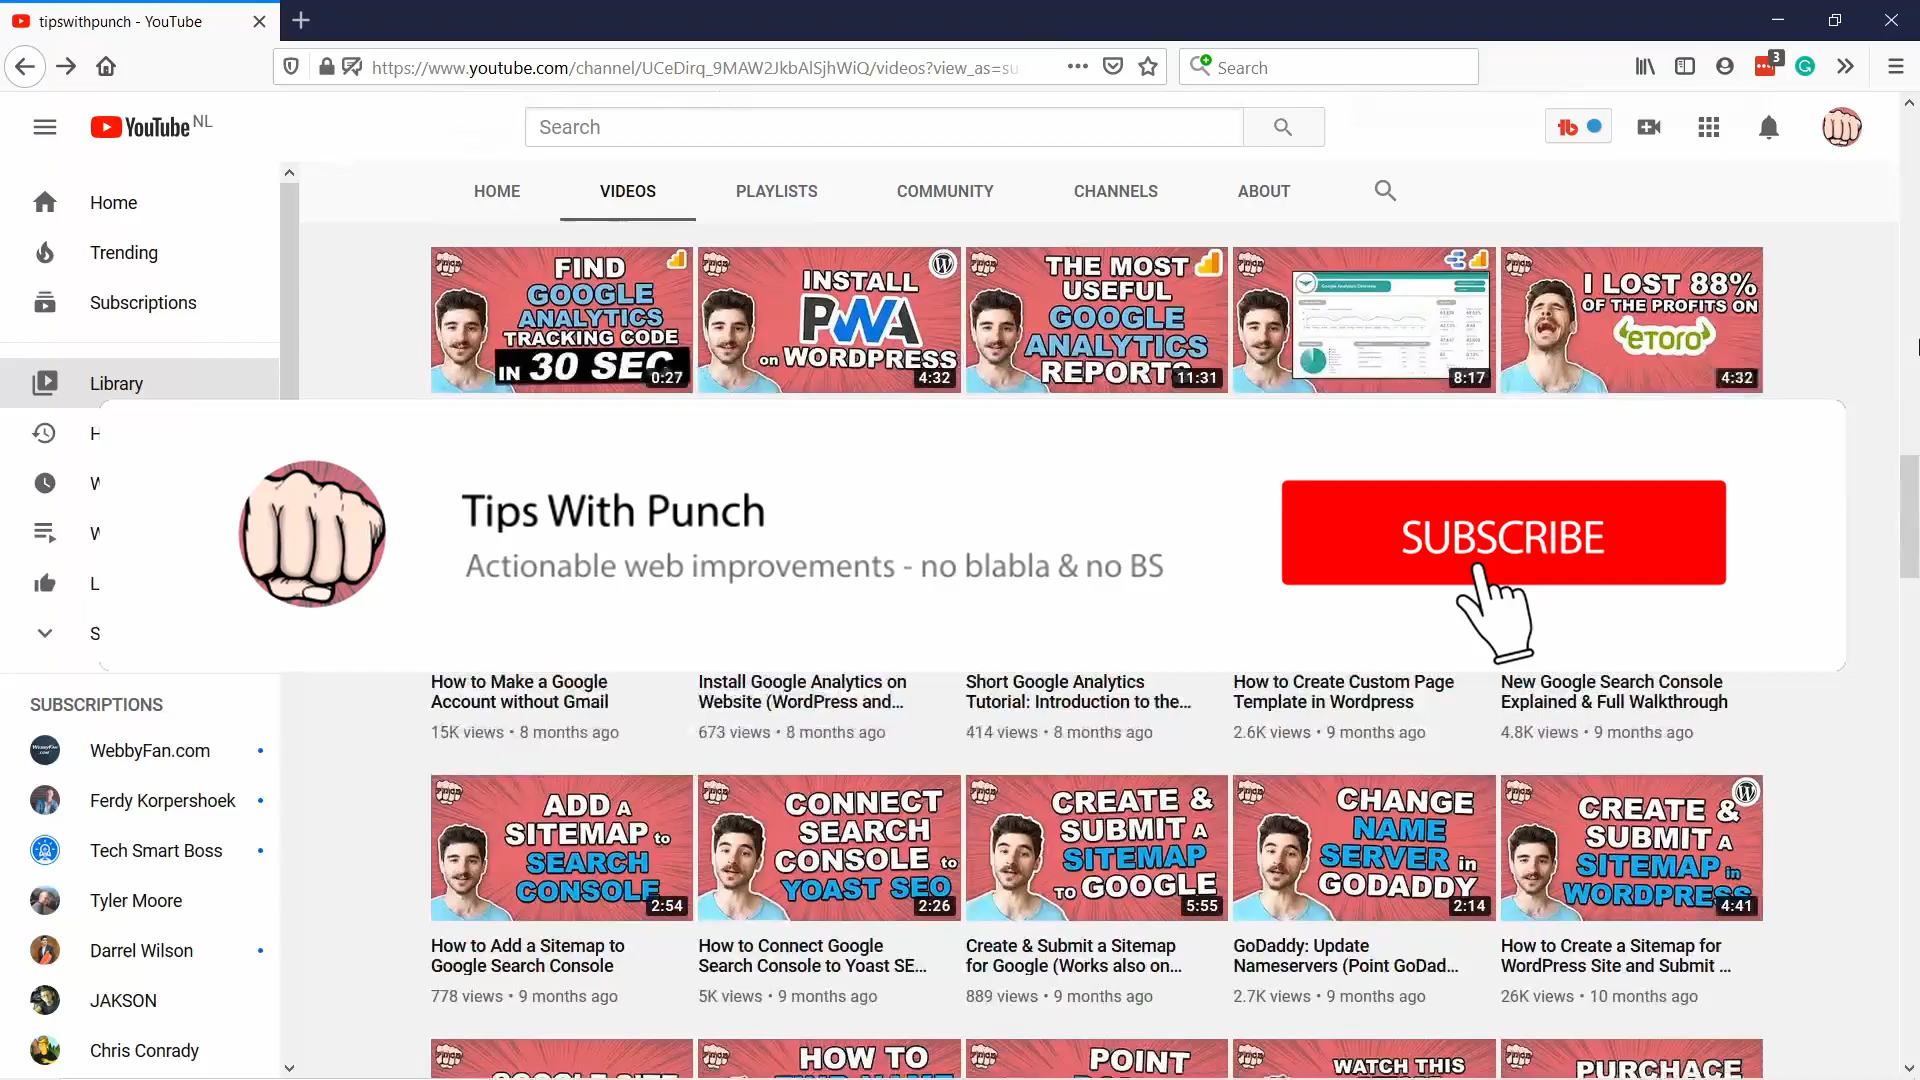 tipswithpunch - YouTube
https://www.youtube.com/channel/UCeDirq_9MAW2JkbAlSjhWiQ/videos?view_as=su
Search
3
YouTube NL
Search
HOME
VIDEOS
PLAYLISTS
COMMUNITY
CHANNELS
ABOUT
Home
Trending
Subscriptions
Library
H
W
W
L
S
FIND
GOOGLE
ANALYTICS
TRACKING CODE
IN 30 SEC
0:27
INSTALL
PWA
on WORDPRESS
4:32
THE MOST
USEFUL
GOOGLE
ANALYTICS
REPORTS
11:31
Google Analytics Overview
8:17
I LOST 88%
OF THE PROFITS ON
eToro
4:32
Tips With Punch
Actionable web improvements - no blabla & no BS
SUBSCRIBE
How to Make a Google
Account without Gmail
15K views • 8 months ago
Install Google Analytics on
Website (WordPress and...
673 views • 8 months ago
Short Google Analytics
Tutorial: Introduction to the...
414 views • 8 months ago
How to Create Custom Page
Template in Wordpress
2.6K views • 9 months ago
New Google Search Console
Explained & Full Walkthrough
4.8K views • 9 months ago
SUBSCRIPTIONS
WebbyFan.com
Ferdy Korpershoek
Tech Smart Boss
Tyler Moore
Darrel Wilson
JAKSON
Chris Conrady
ADD A
SITEMAP to
SEARCH
CONSOLE
2:54
CONNECT
SEARCH
CONSOLE to
YOAST SEO
2:26
CREATE &
SUBMIT A
SITEMAP
TO GOOGLE
5:55
CHANGE
NAME
SERVER in
GODADDY
2:14
CREATE &
SUBMIT A
SITEMAP in
WORDPRESS
4:41
How to Add a Sitemap to
Google Search Console
778 views • 9 months ago
How to Connect Google
Search Console to Yoast SE...
5K views • 9 months ago
Create & Submit a Sitemap
for Google (Works also on...
889 views • 9 months ago
GoDaddy: Update
Nameservers (Point GoDad...
2.7K views • 9 months ago
How to Create a Sitemap for
WordPress Site and Submit ...
26K views • 10 months ago
GOOGLE SITE
HOW TO
POINT
WATCH THIS
PURCHASE